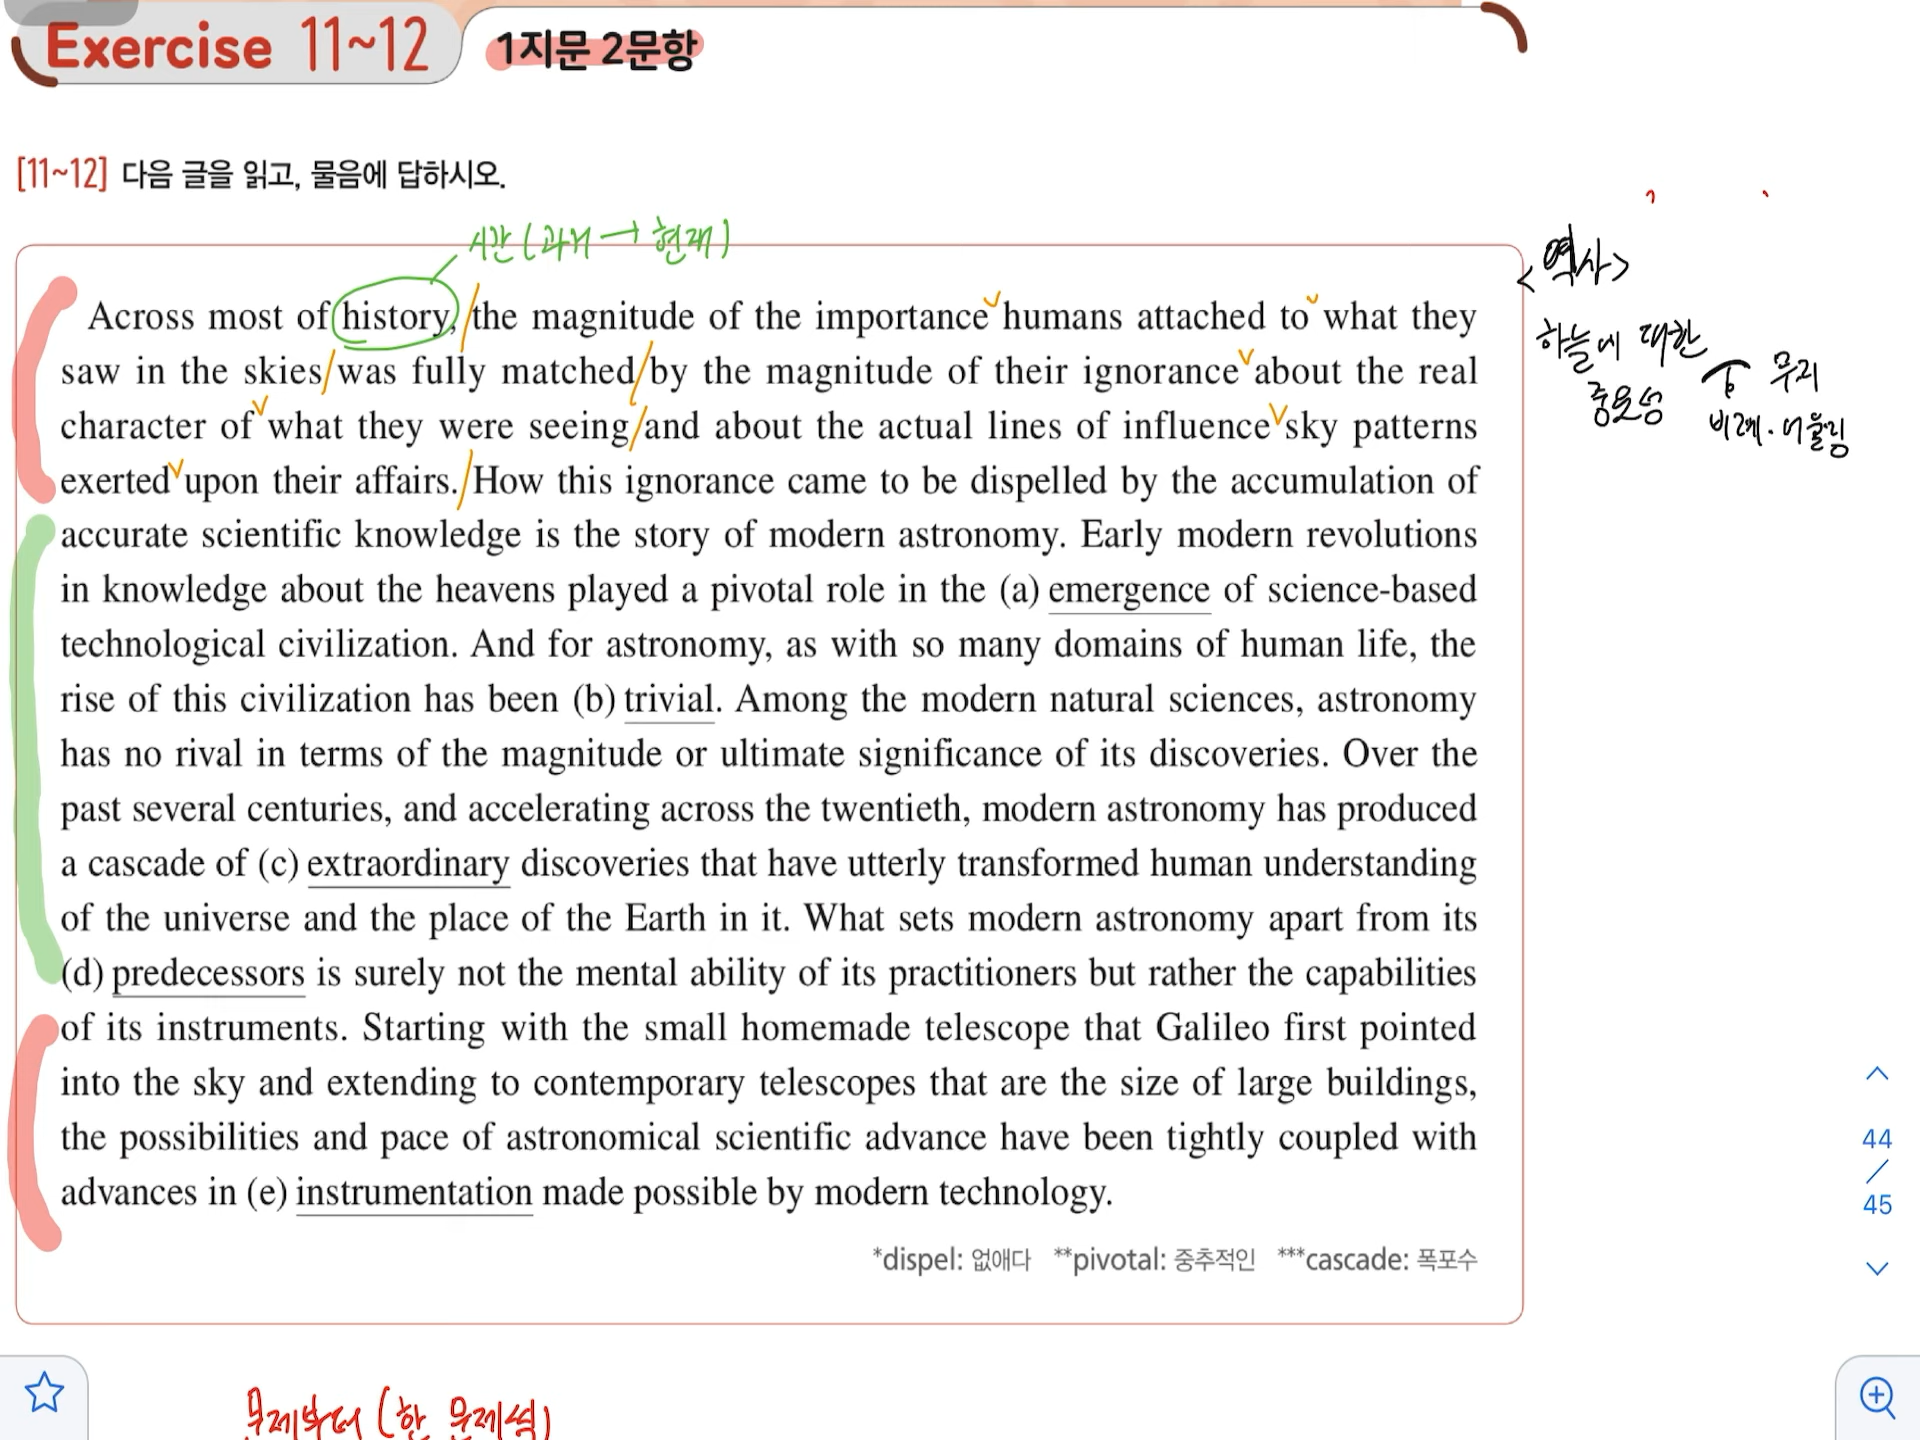 Exercise 11~12 1지문 2문항
[11~12] 다음 글을 읽고, 물음에 답하시오.
시간 (과거 → 현재)
<역사>
하늘에 대한
중요성
무리
비례·어울림
Across most of history, the magnitude of the importance humans attached to what they
saw in the skies was fully matched by the magnitude of their ignorance about the real
character of what they were seeing and about the actual lines of influence sky patterns
exerted upon their affairs. How this ignorance came to be dispelled by the accumulation of
accurate scientific knowledge is the story of modern astronomy. Early modern revolutions
in knowledge about the heavens played a pivotal role in the (a) emergence of science-based
technological civilization. And for astronomy, as with so many domains of human life, the
rise of this civilization has been (b) trivial. Among the modern natural sciences, astronomy
has no rival in terms of the magnitude or ultimate significance of its discoveries. Over the
past several centuries, and accelerating across the twentieth, modern astronomy has produced
a cascade of (c) extraordinary discoveries that have utterly transformed human understanding
of the universe and the place of the Earth in it. What sets modern astronomy apart from its
(d) predecessors is surely not the mental ability of its practitioners but rather the capabilities
of its instruments. Starting with the small homemade telescope that Galileo first pointed
into the sky and extending to contemporary telescopes that are the size of large buildings,
the possibilities and pace of astronomical scientific advance have been tightly coupled with
advances in (e) instrumentation made possible by modern technology.
*dispel: 없애다 **pivotal: 중추적인 ***cascade: 폭포수
44
/
45
문제부터 (한 문제씩)